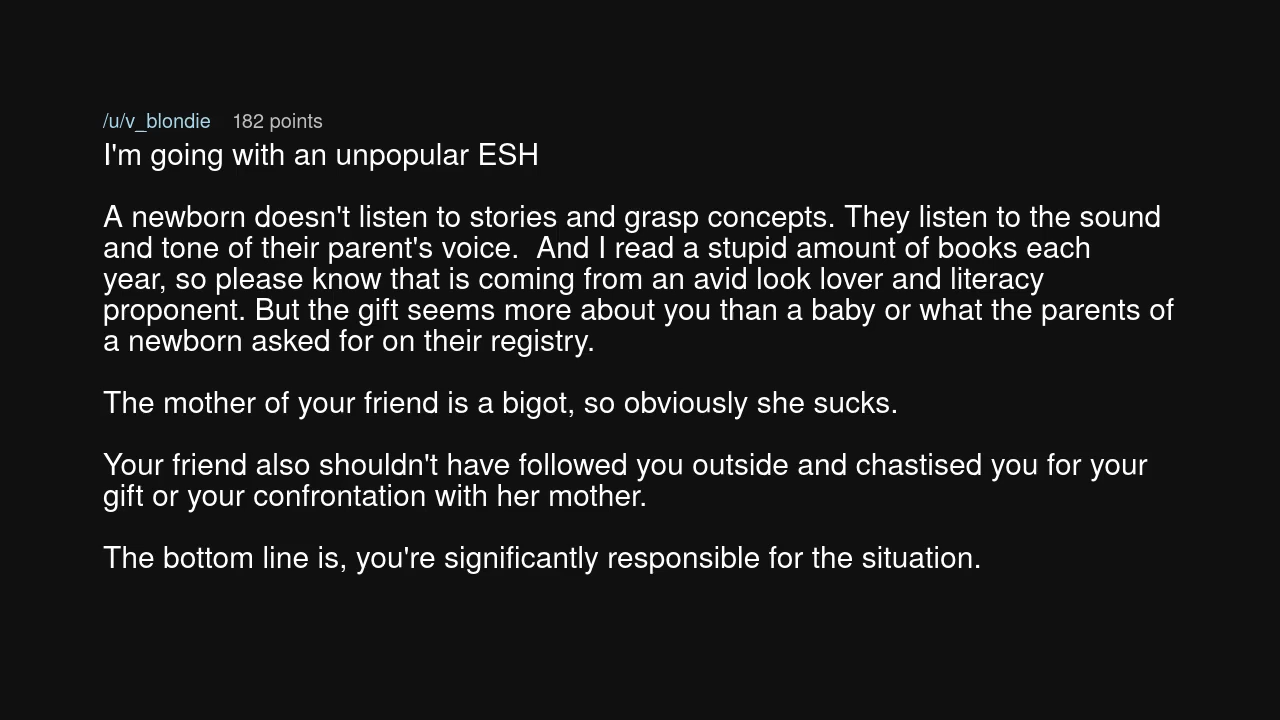 /u/v_blondie 182 points
I'm going with an unpopular ESH
A newborn doesn't listen to stories and grasp concepts. They listen to the sound
and tone of their parent's voice.  And I read a stupid amount of books each
year, so please know that is coming from an avid look lover and literacy
proponent. But the gift seems more about you than a baby or what the parents of
a newborn asked for on their registry.
The mother of your friend is a bigot, so obviously she sucks.
Your friend also shouldn't have followed you outside and chastised you for your
gift or your confrontation with her mother.
The bottom line is, you're significantly responsible for the situation.